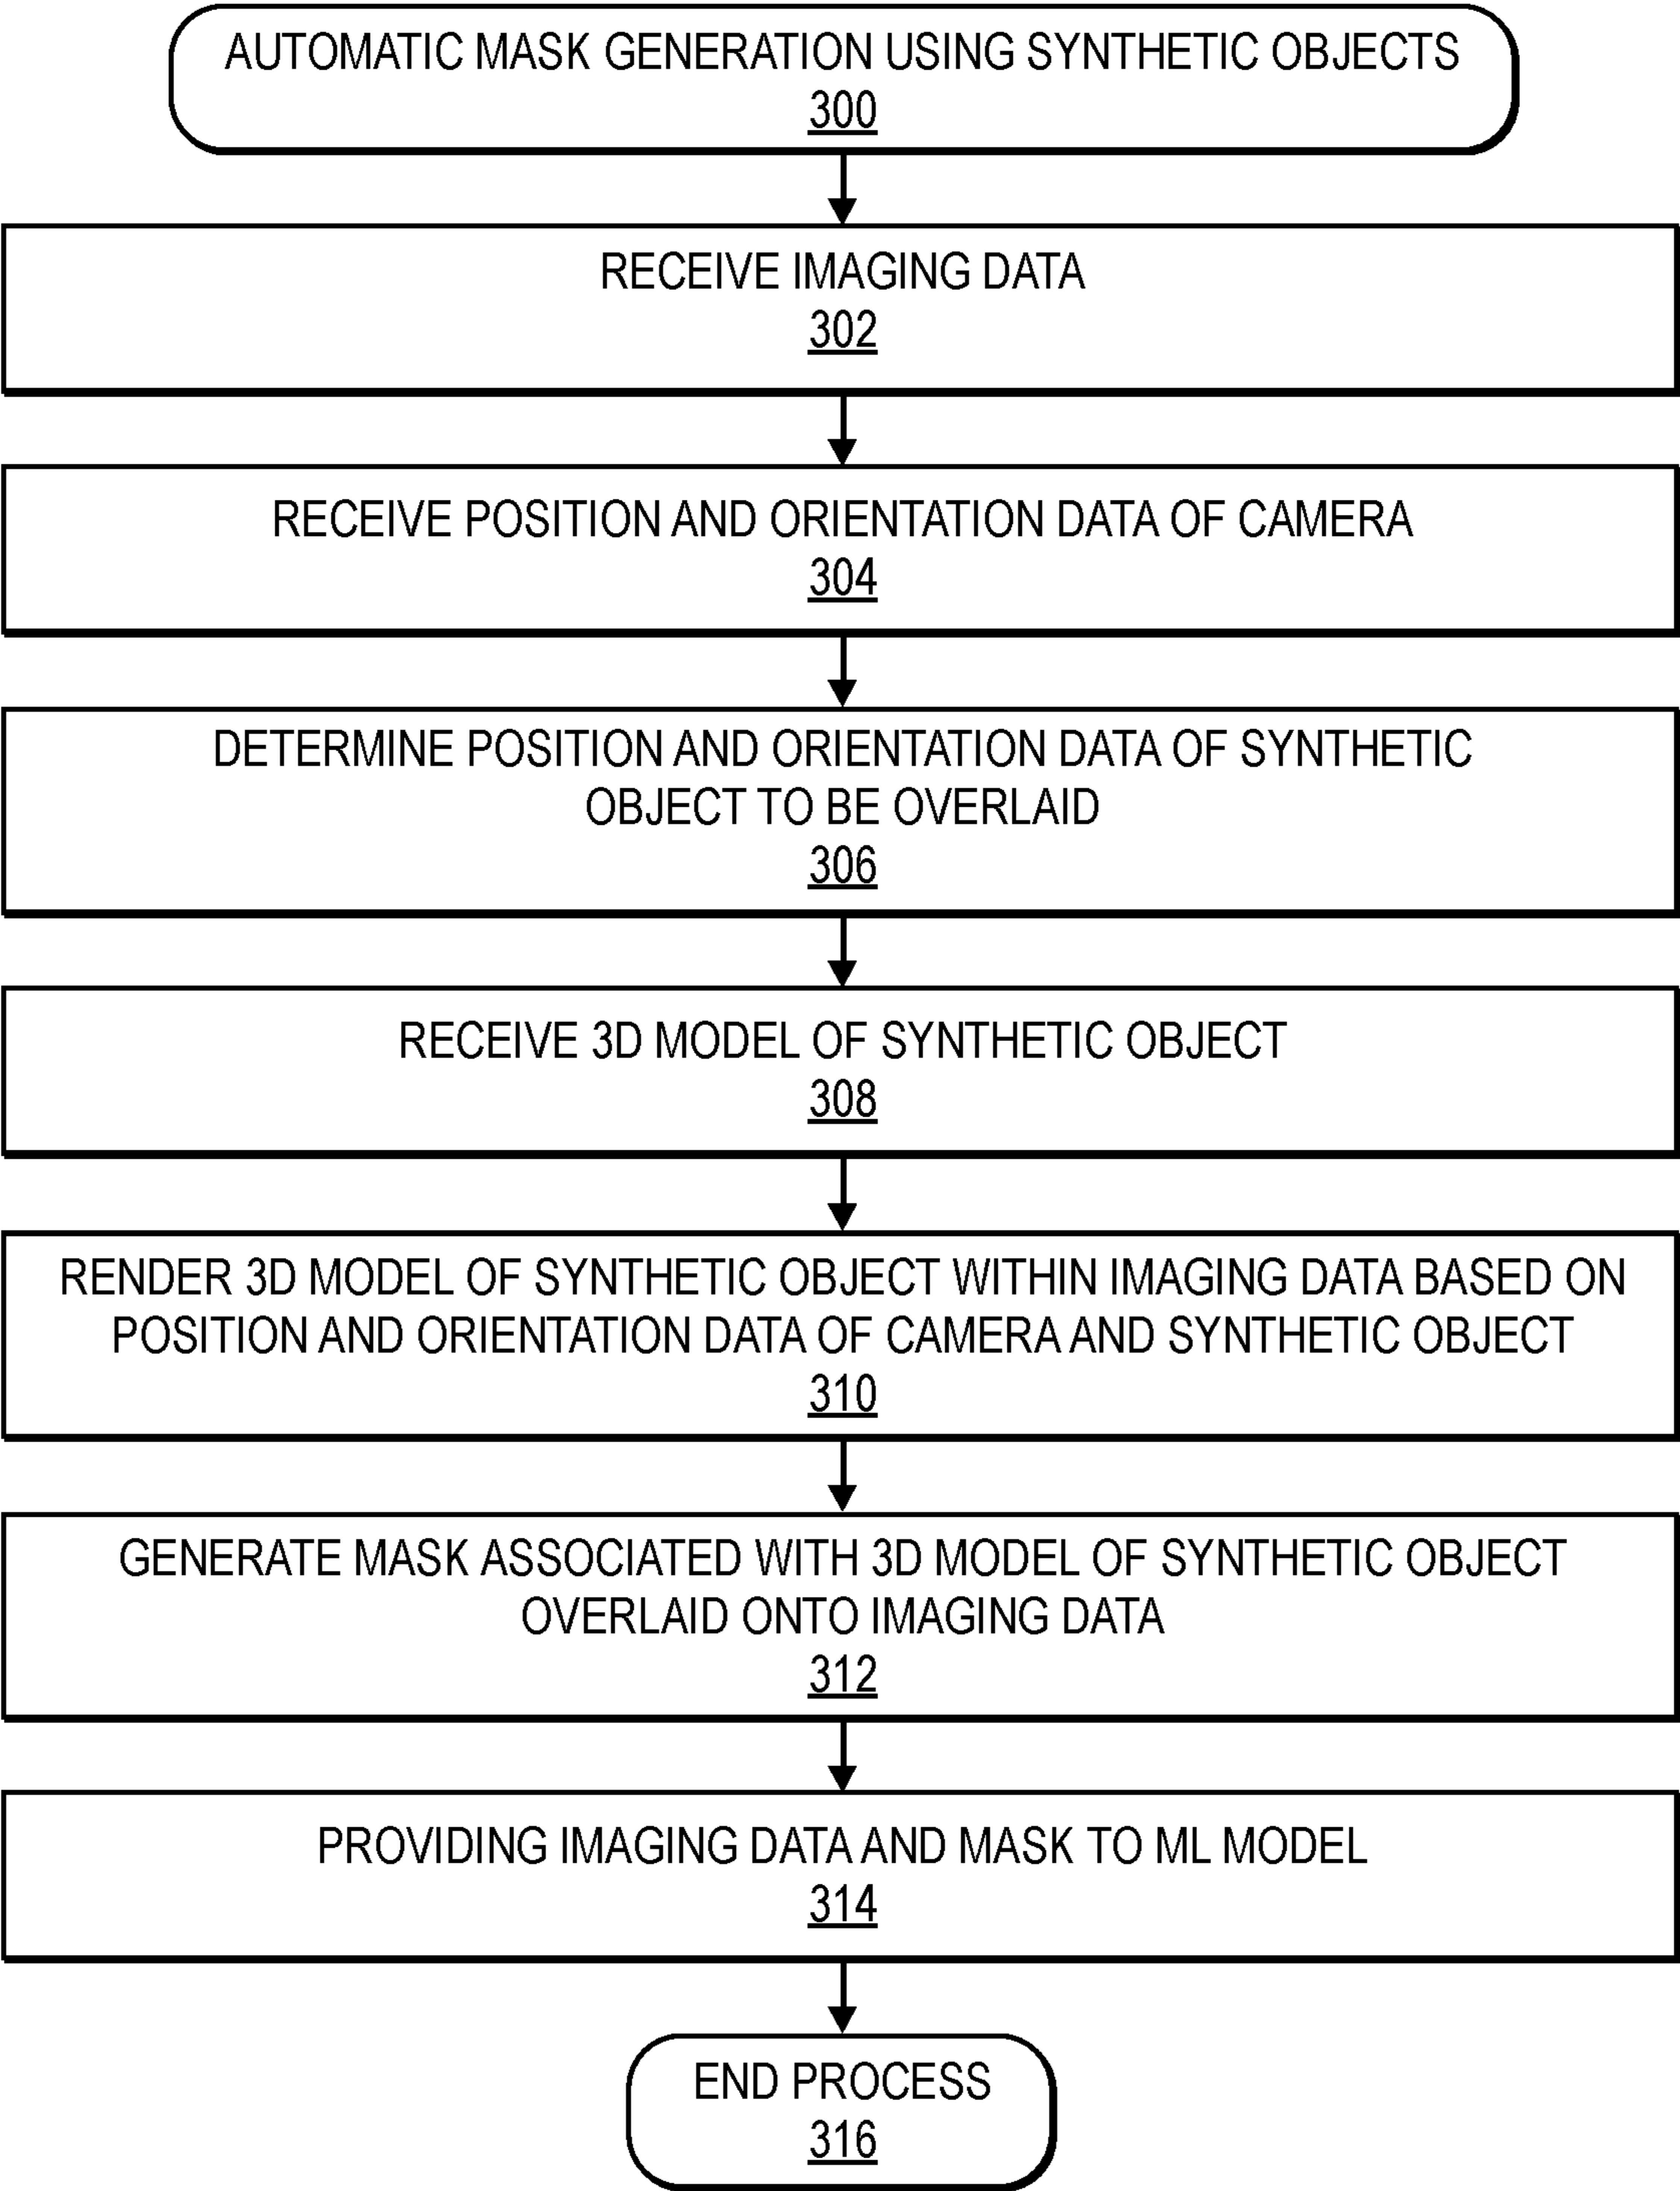 AUTOMATIC MASK GENERATION USING SYNTHETIC OBJECTS
300
RECEIVE IMAGING DATA
302
RECEIVE POSITION AND ORIENTATION DATA OF CAMERA
304
DETERMINE POSITION AND ORIENTATION DATA OF SYNTHETIC
OBJECT TO BE OVERLAID
306
RECEIVE 3D MODEL OF SYNTHETIC OBJECT
308
RENDER 3D MODEL OF SYNTHETIC OBJECT WITHIN IMAGING DATA BASED ON
POSITION AND ORIENTATION DATA OF CAMERA AND SYNTHETIC OBJECT
310
GENERATE MASK ASSOCIATED WITH 3D MODEL OF SYNTHETIC OBJECT
OVERLAID ONTO IMAGING DATA
312
PROVIDING IMAGING DATA AND MASK TO ML MODEL
314
END PROCESS
316